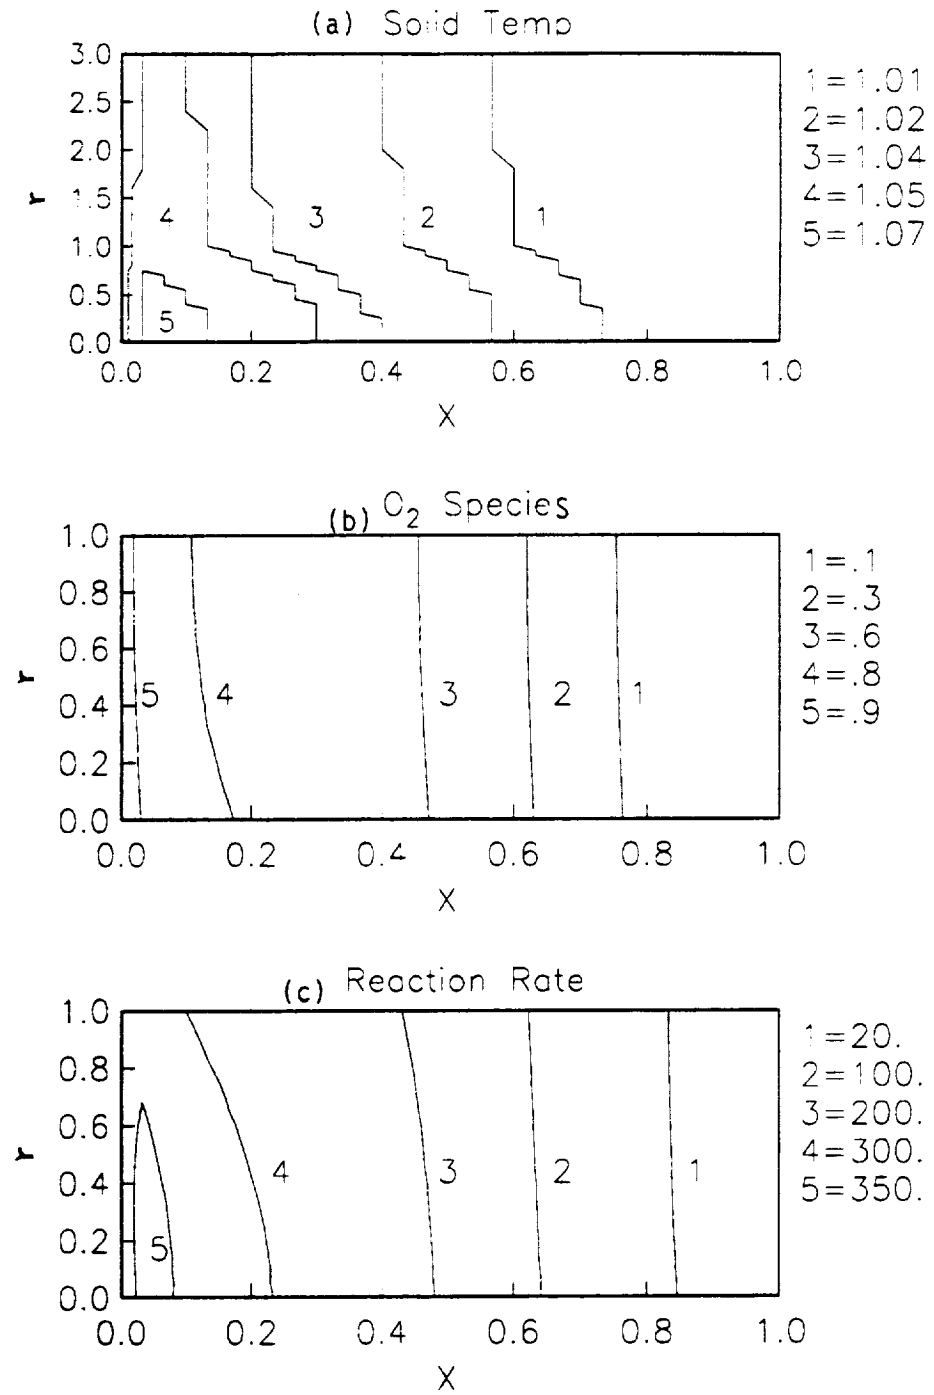 (a) Solid Temp
3.0
2.5
2.0
1.5
1.0
0.5
0.0
r
4
3
2
1
5
1=1.01
2=1.02
3=1.04
4=1.05
5=1.07
0.0 0.2 0.4 0.6 0.8 1.0
X
(b) O2 Species
1.0
0.8
0.6
0.4
0.2
0.0
r
5 4 3 2 1
1=.1
2=.3
3=.6
4=.8
5=.9
0.0 0.2 0.4 0.6 0.8 1.0
X
(c) Reaction Rate
1.0
0.8
0.6
0.4
0.2
0.0
r
5 4 3 2 1
1=20.
2=100.
3=200.
4=300.
5=350.
0.0 0.2 0.4 0.6 0.8 1.0
X